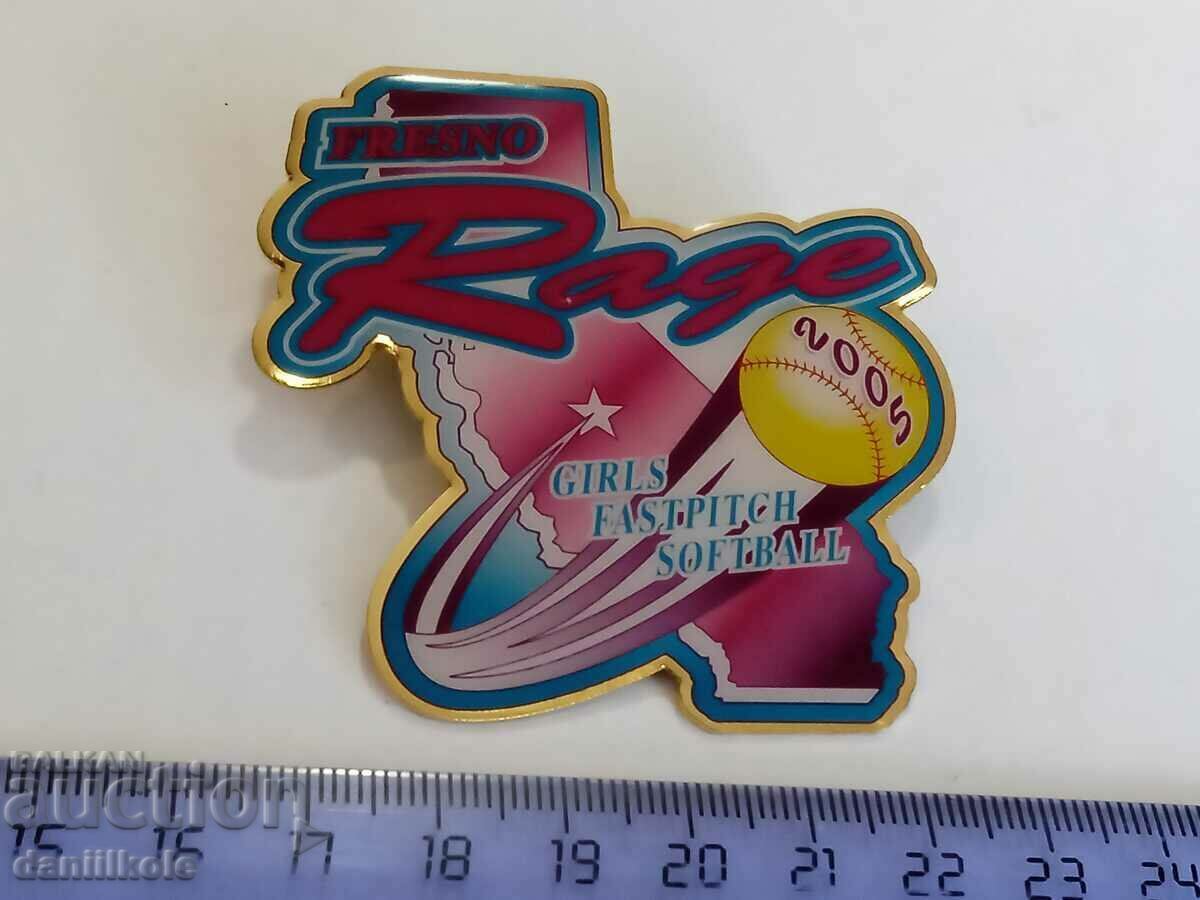 FRESNO
Rage
2005
GIRLS
FASTPITCH
SOFTBALL
BALKAN
auction
daniilkole
15 16 17 18 19 20 21 22 23 24